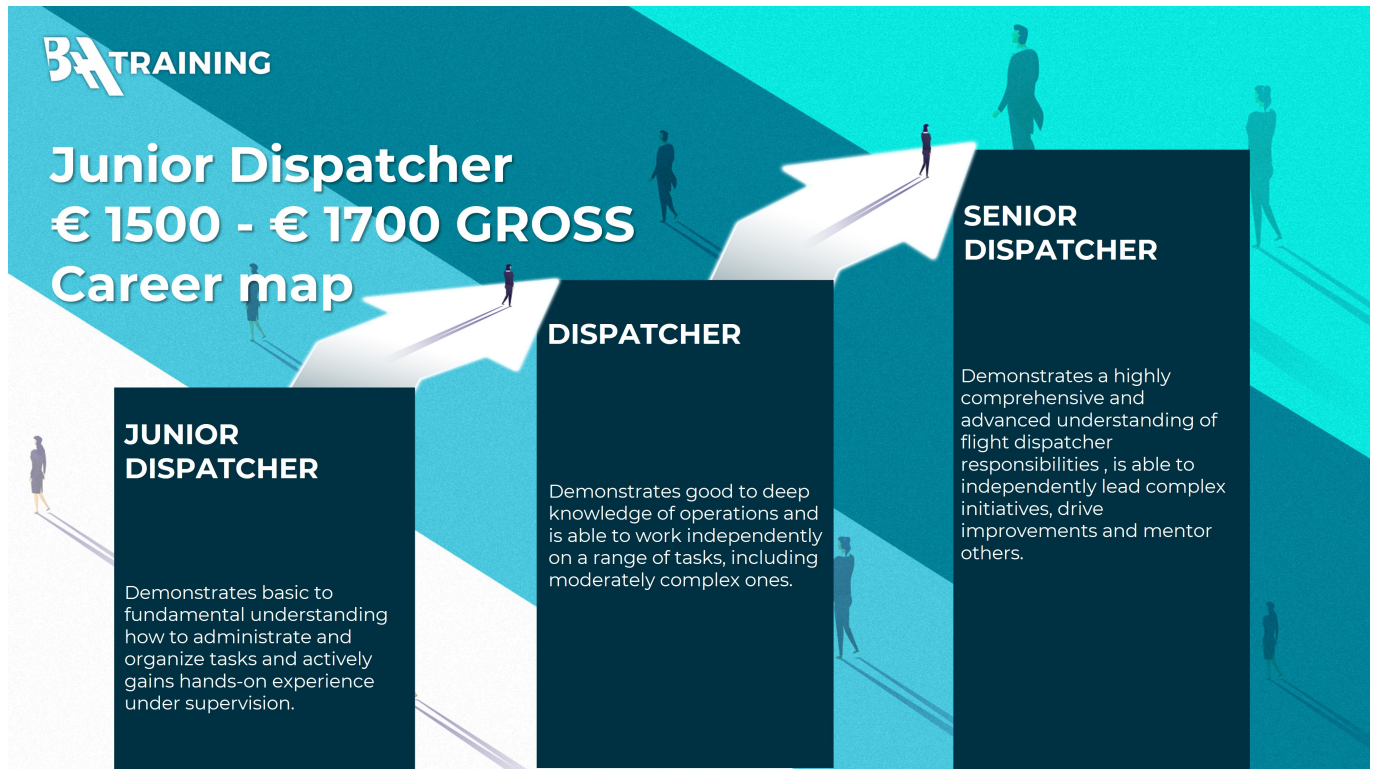 BAA TRAINING
Junior Dispatcher
€ 1500 - € 1700 GROSS
Career map
JUNIOR
DISPATCHER
Demonstrates basic to
fundamental understanding
how to administrate and
organize tasks and actively
gains hands-on experience
under supervision.
DISPATCHER
Demonstrates good to deep
knowledge of operations and
is able to work independently
on a range of tasks, including
moderately complex ones.
SENIOR
DISPATCHER
Demonstrates a highly
comprehensive and
advanced understanding of
flight dispatcher
responsibilities , is able to
independently lead complex
initiatives, drive
improvements and mentor
others.